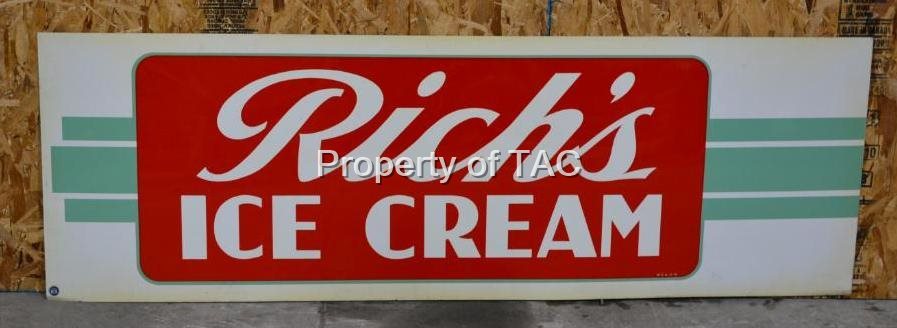 Rich's
Property of TAC
ICE CREAM